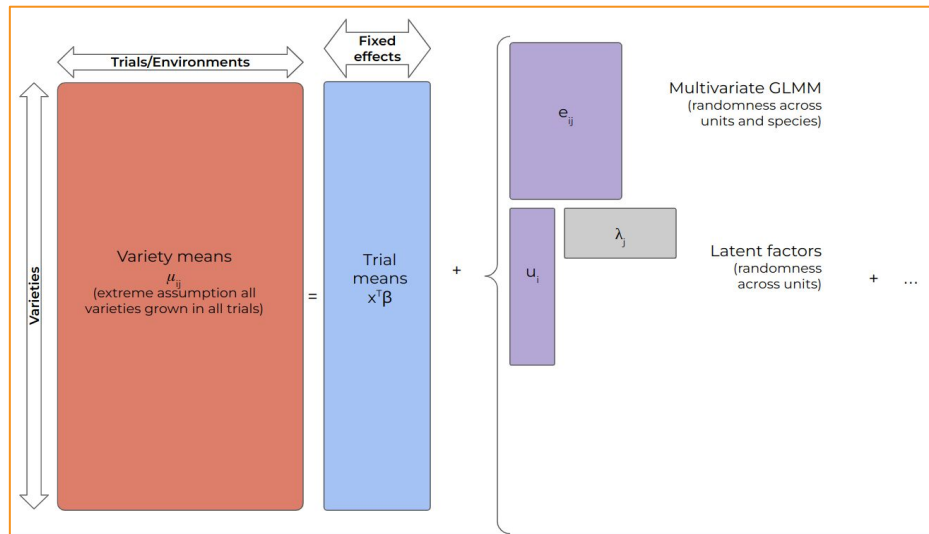 Trials/Environments
Fixed
effects
Varieties
Variety means
μij
(extreme assumption all
varieties grown in all trials)
=
Trial
means
xᵀβ
+
eij
Multivariate GLMM
(randomness across
units and species)
ui
λj
Latent factors
(randomness
across units)
+ ...